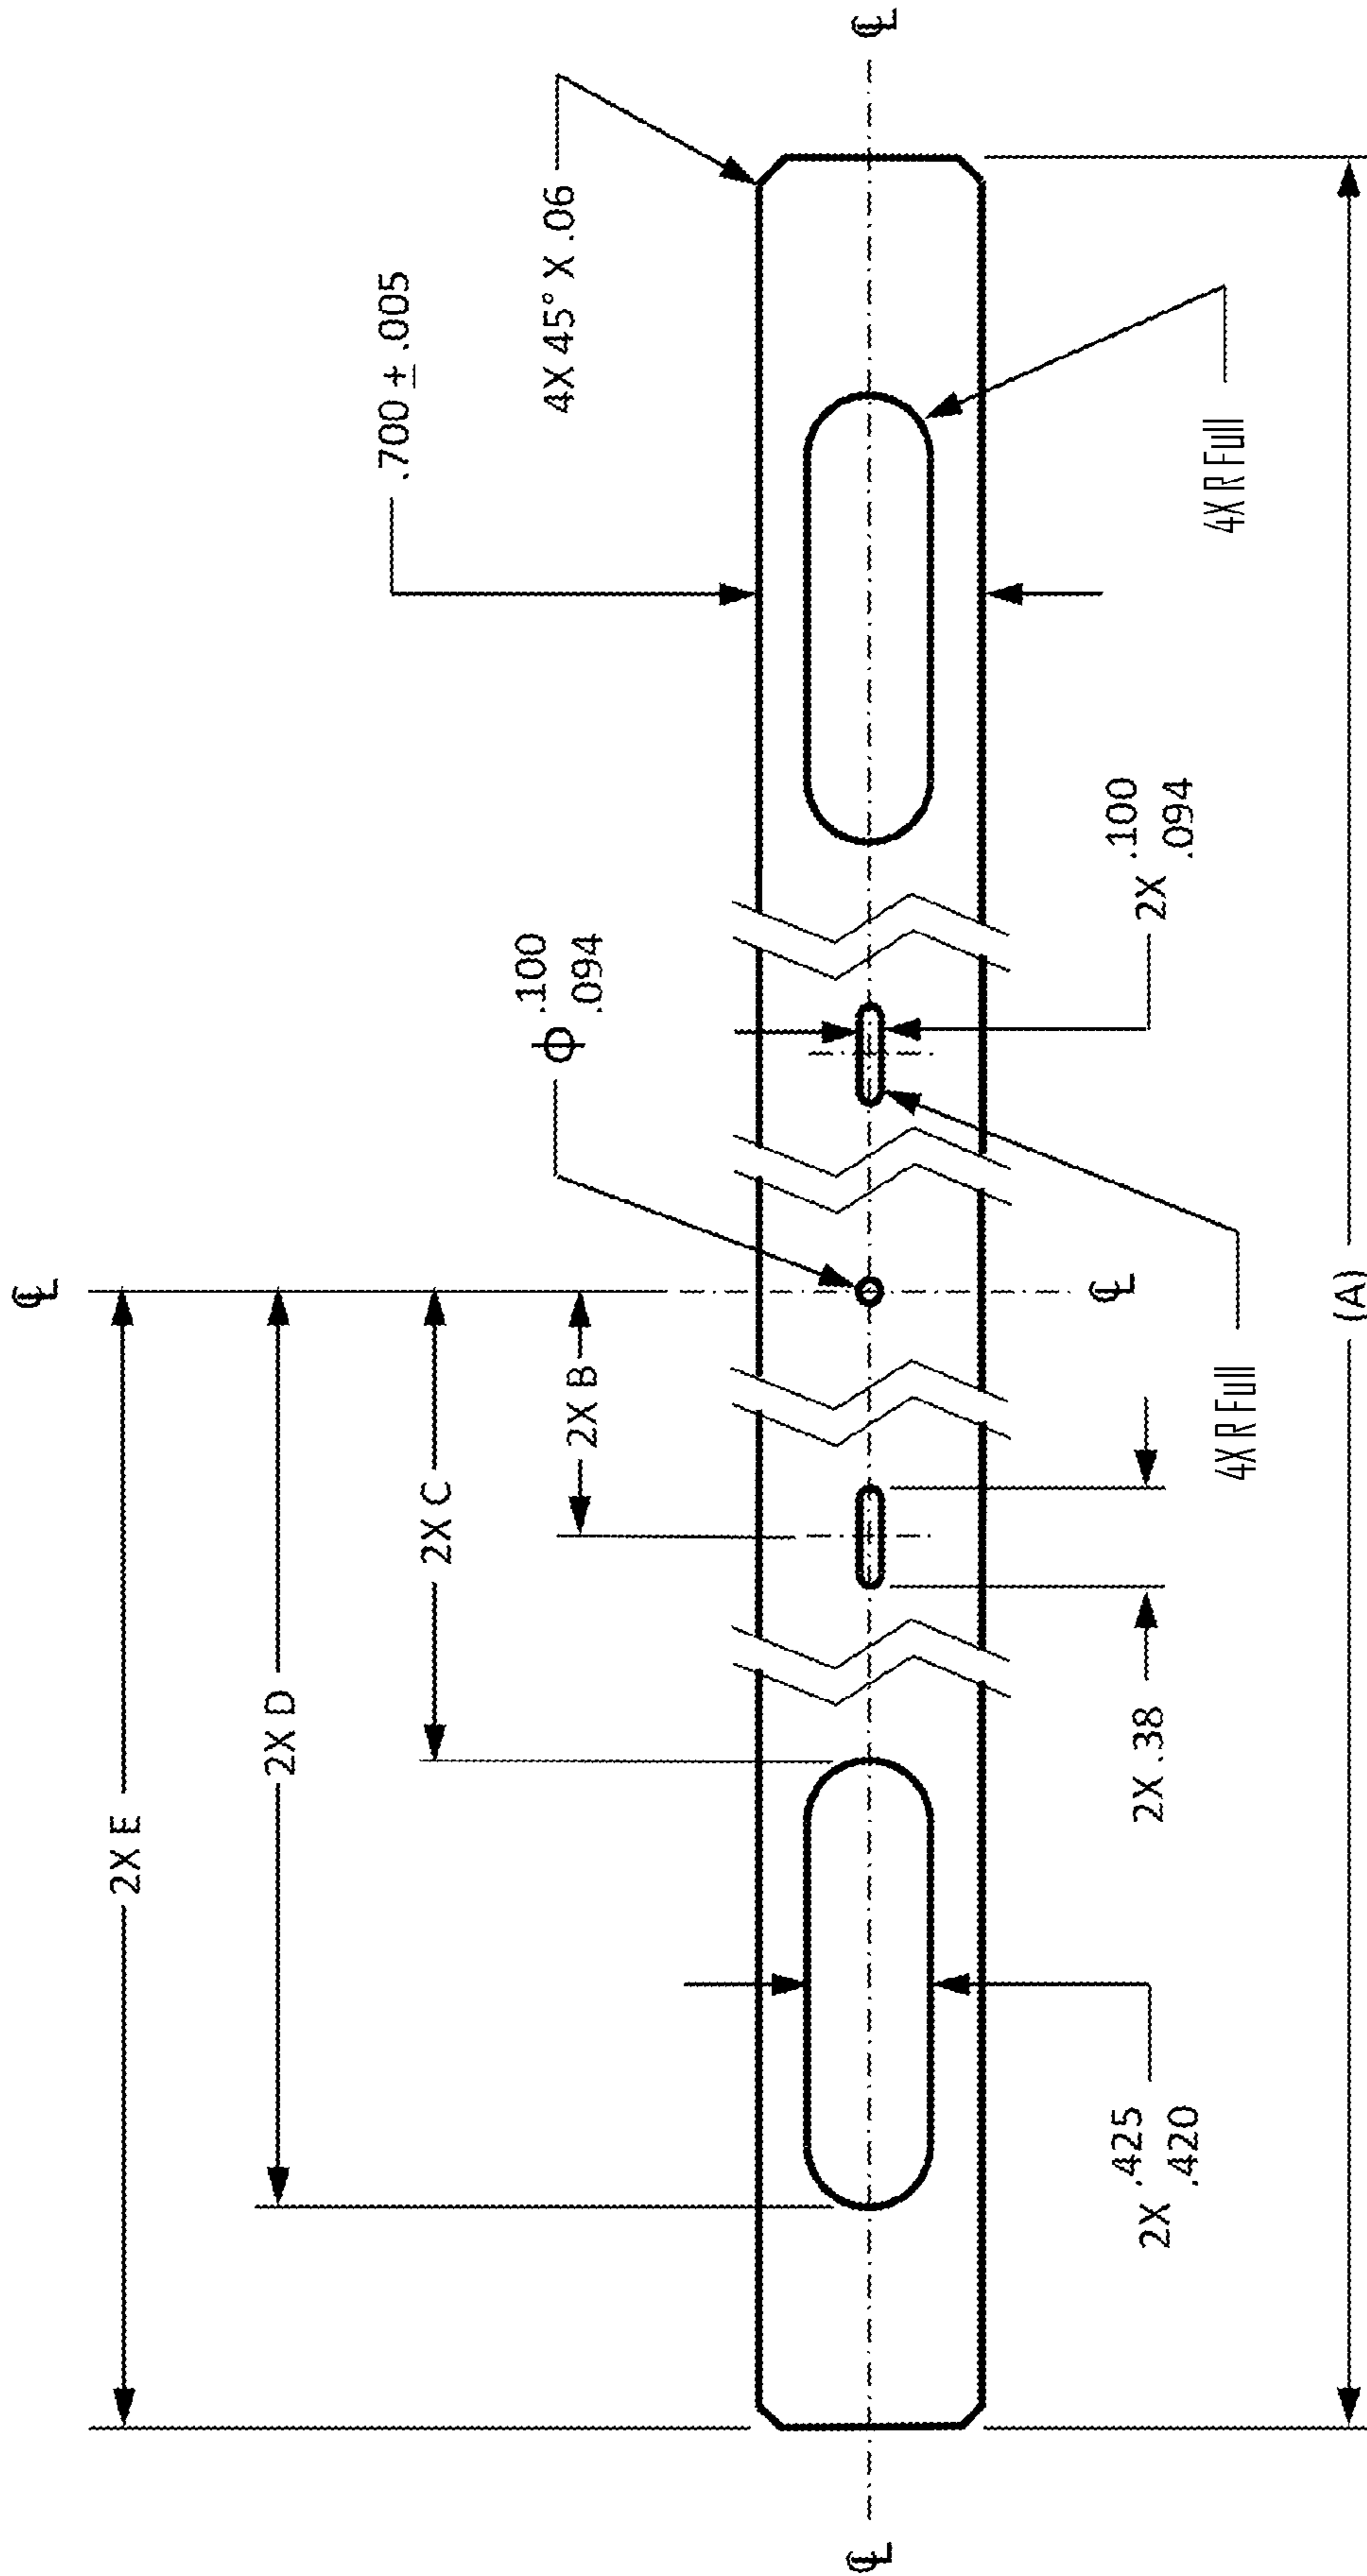 ℄
2X E
2X D
2X C
2X B
⌀ .100
.094
.700 ± .005
4X 45° X .06
℄
℄
℄
2X .425
.420
2X .38
4X R Full
2X .100
.094
4X R Full
(A)